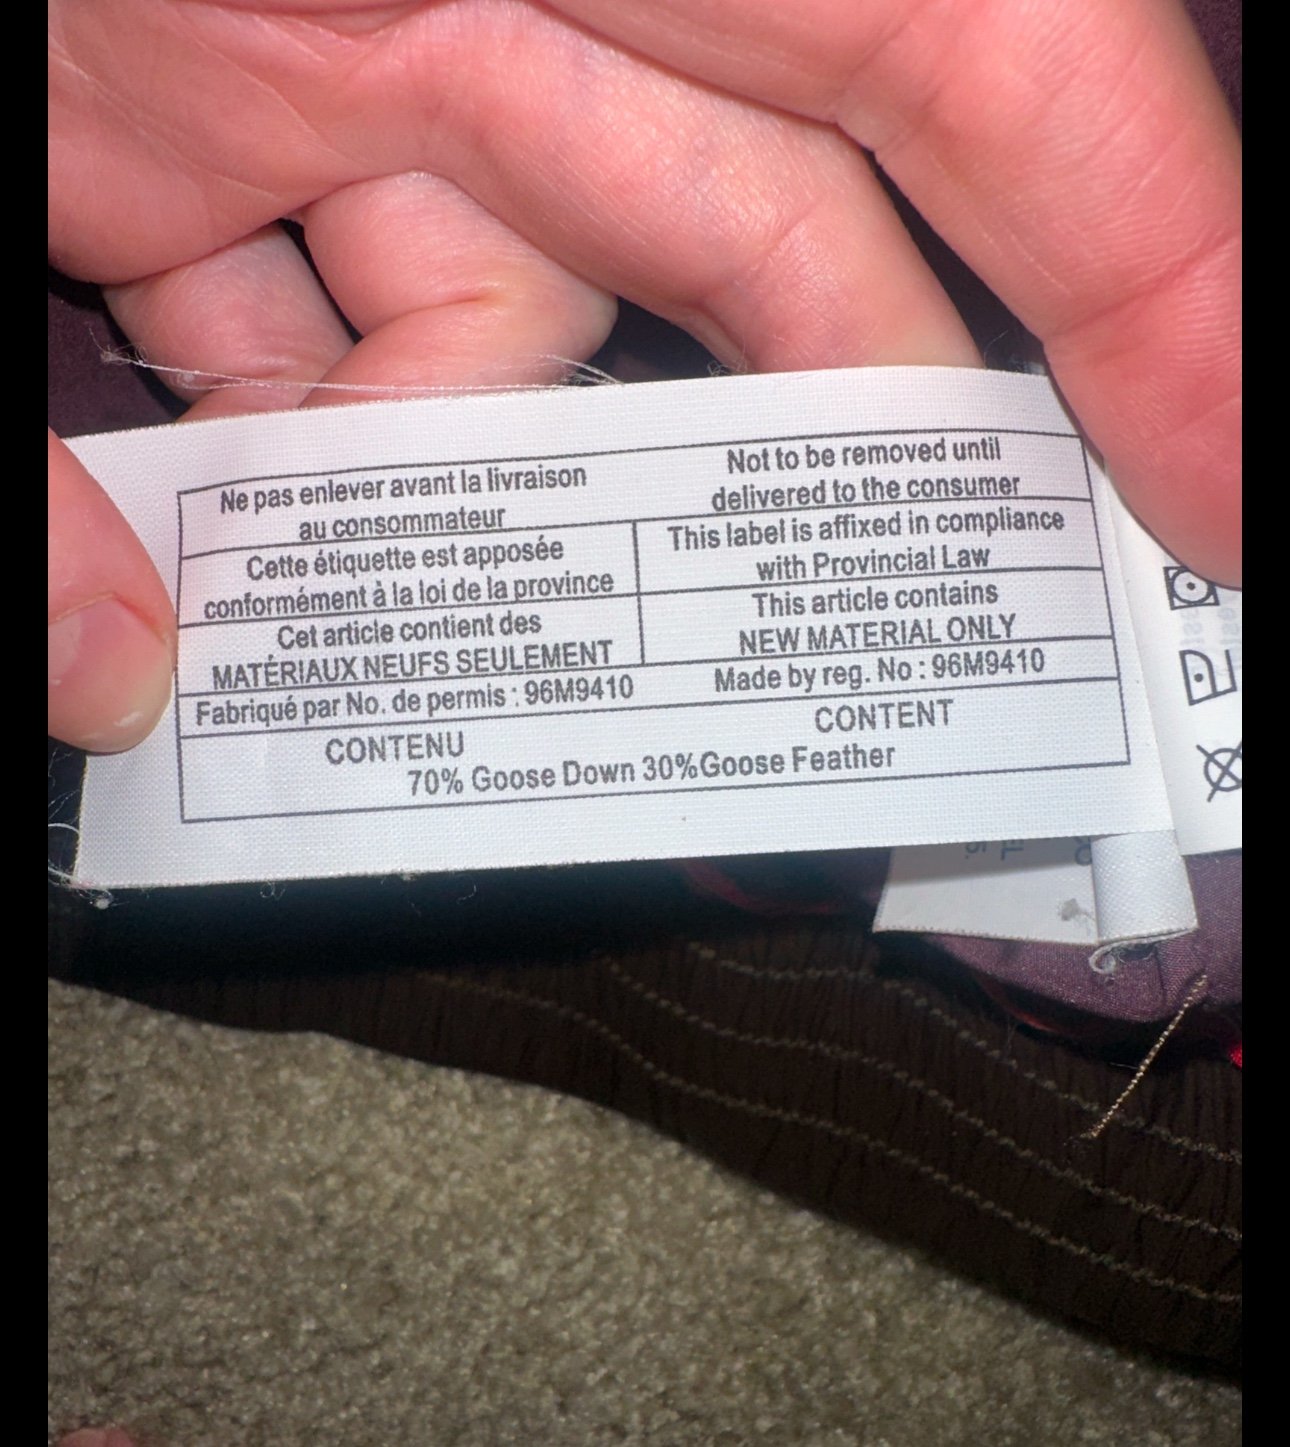 Ne pas enlever avant la livraison
au consommateur
Not to be removed until
delivered to the consumer
Cette étiquette est apposée
conformément à la loi de la province
This label is affixed in compliance
with Provincial Law
Cet article contient des
MATÉRIAUX NEUFS SEULEMENT
This article contains
NEW MATERIAL ONLY
Fabriqué par No. de permis : 96M9410
Made by reg. No : 96M9410
CONTENU
CONTENT
70% Goose Down 30%Goose Feather